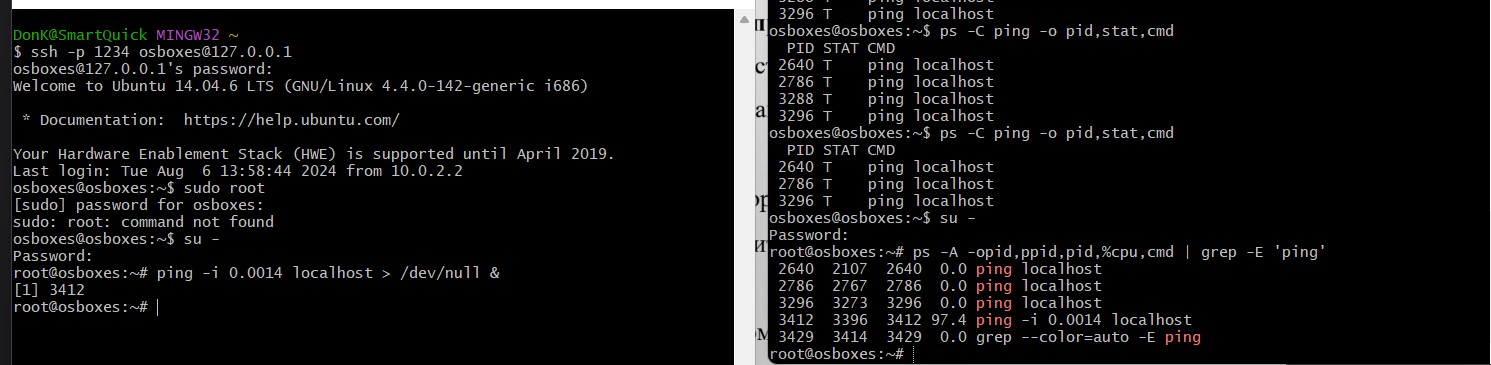 DonK@SmartQuick MINGW32 ~
$ ssh -p 1234 osboxes@127.0.0.1
osboxes@127.0.0.1's password:
Welcome to Ubuntu 14.04.6 LTS (GNU/Linux 4.4.0-142-generic i686)
 * Documentation:  https://help.ubuntu.com/
Your Hardware Enablement Stack (HWE) is supported until April 2019.
Last login: Tue Aug  6 13:58:44 2024 from 10.0.2.2
osboxes@osboxes:~$ sudo root
[sudo] password for osboxes:
sudo: root: command not found
osboxes@osboxes:~$ su -
Password:
root@osboxes:~# ping -i 0.0014 localhost > /dev/null &
[1] 3412
root@osboxes:~#
3296 T    ping localhost
osboxes@osboxes:~$ ps -C ping -o pid,stat,cmd
  PID STAT CMD
 2640 T    ping localhost
 2786 T    ping localhost
 3288 T    ping localhost
 3296 T    ping localhost
osboxes@osboxes:~$ ps -C ping -o pid,stat,cmd
  PID STAT CMD
 2640 T    ping localhost
 2786 T    ping localhost
 3296 T    ping localhost
osboxes@osboxes:~$ su -
Password:
root@osboxes:~# ps -A -opid,ppid,pid,%cpu,cmd | grep -E 'ping'
 2640  2107  2640  0.0 ping localhost
 2786  2767  2786  0.0 ping localhost
 3296  3273  3296  0.0 ping localhost
 3412  3396  3412 97.4 ping -i 0.0014 localhost
 3429  3414  3429  0.0 grep --color=auto -E ping
root@osboxes:~#